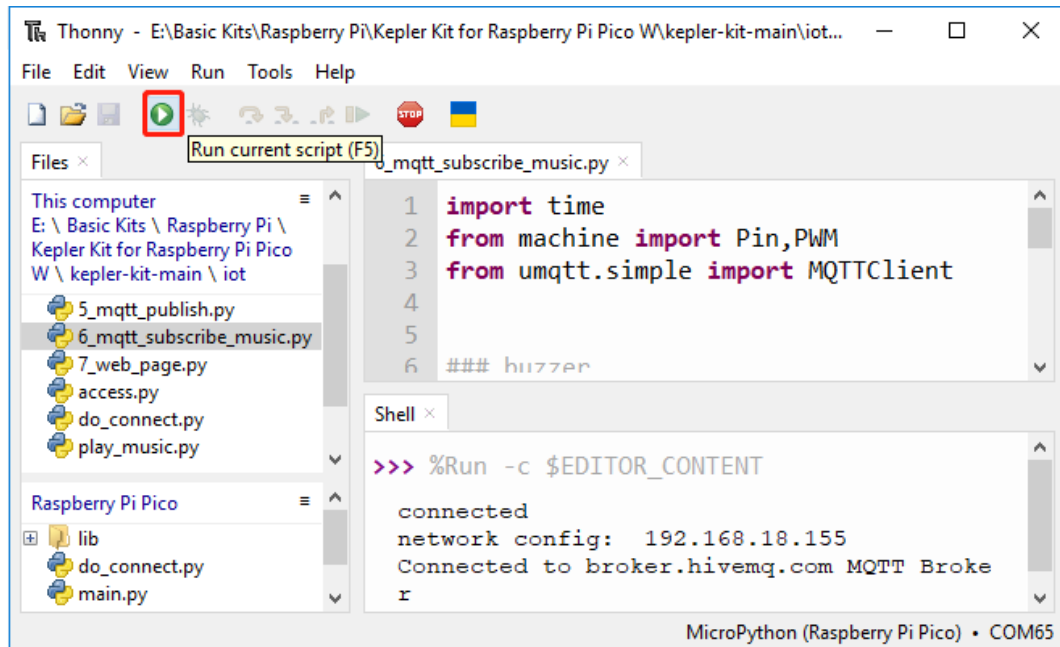 Thonny - E:\Basic Kits\Raspberry Pi\Kepler Kit for Raspberry Pi Pico W\kepler-kit-main\iot...
File Edit View Run Tools Help
STOP
Run current script (F5)
Files
This computer
E: \ Basic Kits \ Raspberry Pi \
Kepler Kit for Raspberry Pi Pico
W \ kepler-kit-main \ iot
5_mqtt_publish.py
6_mqtt_subscribe_music.py
7_web_page.py
access.py
do_connect.py
play_music.py
Raspberry Pi Pico
lib
do_connect.py
main.py
6_mqtt_subscribe_music.py
1 import time
2 from machine import Pin,PWM
3 from umqtt.simple import MQTTClient
4
5
6 ### buzzer
Shell
>>> %Run -c $EDITOR_CONTENT
connected
network config:  192.168.18.155
Connected to broker.hivemq.com MQTT Broke
r
MicroPython (Raspberry Pi Pico) • COM65